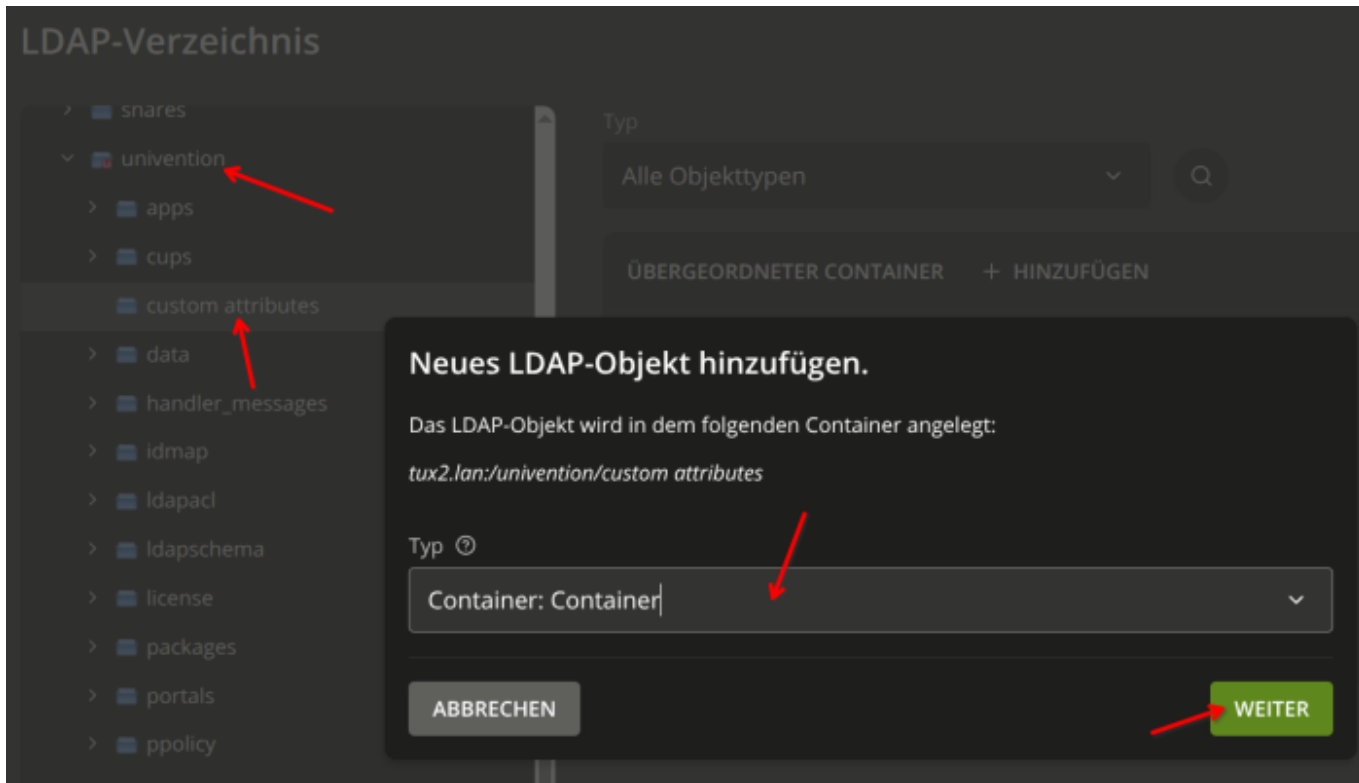 LDAP-Verzeichnis
shares
univention
apps
cups
custom attributes
data
handler_messages
idmap
ldapacl
ldapschema
license
packages
portals
ppolicy
Typ
Alle Objekttypen
ÜBERGEORDNETER CONTAINER + HINZUFÜGEN
Neues LDAP-Objekt hinzufügen.
Das LDAP-Objekt wird in dem folgenden Container angelegt:
tux2.lan:/univention/custom attributes
Typ
Container: Container
ABBRECHEN
WEITER